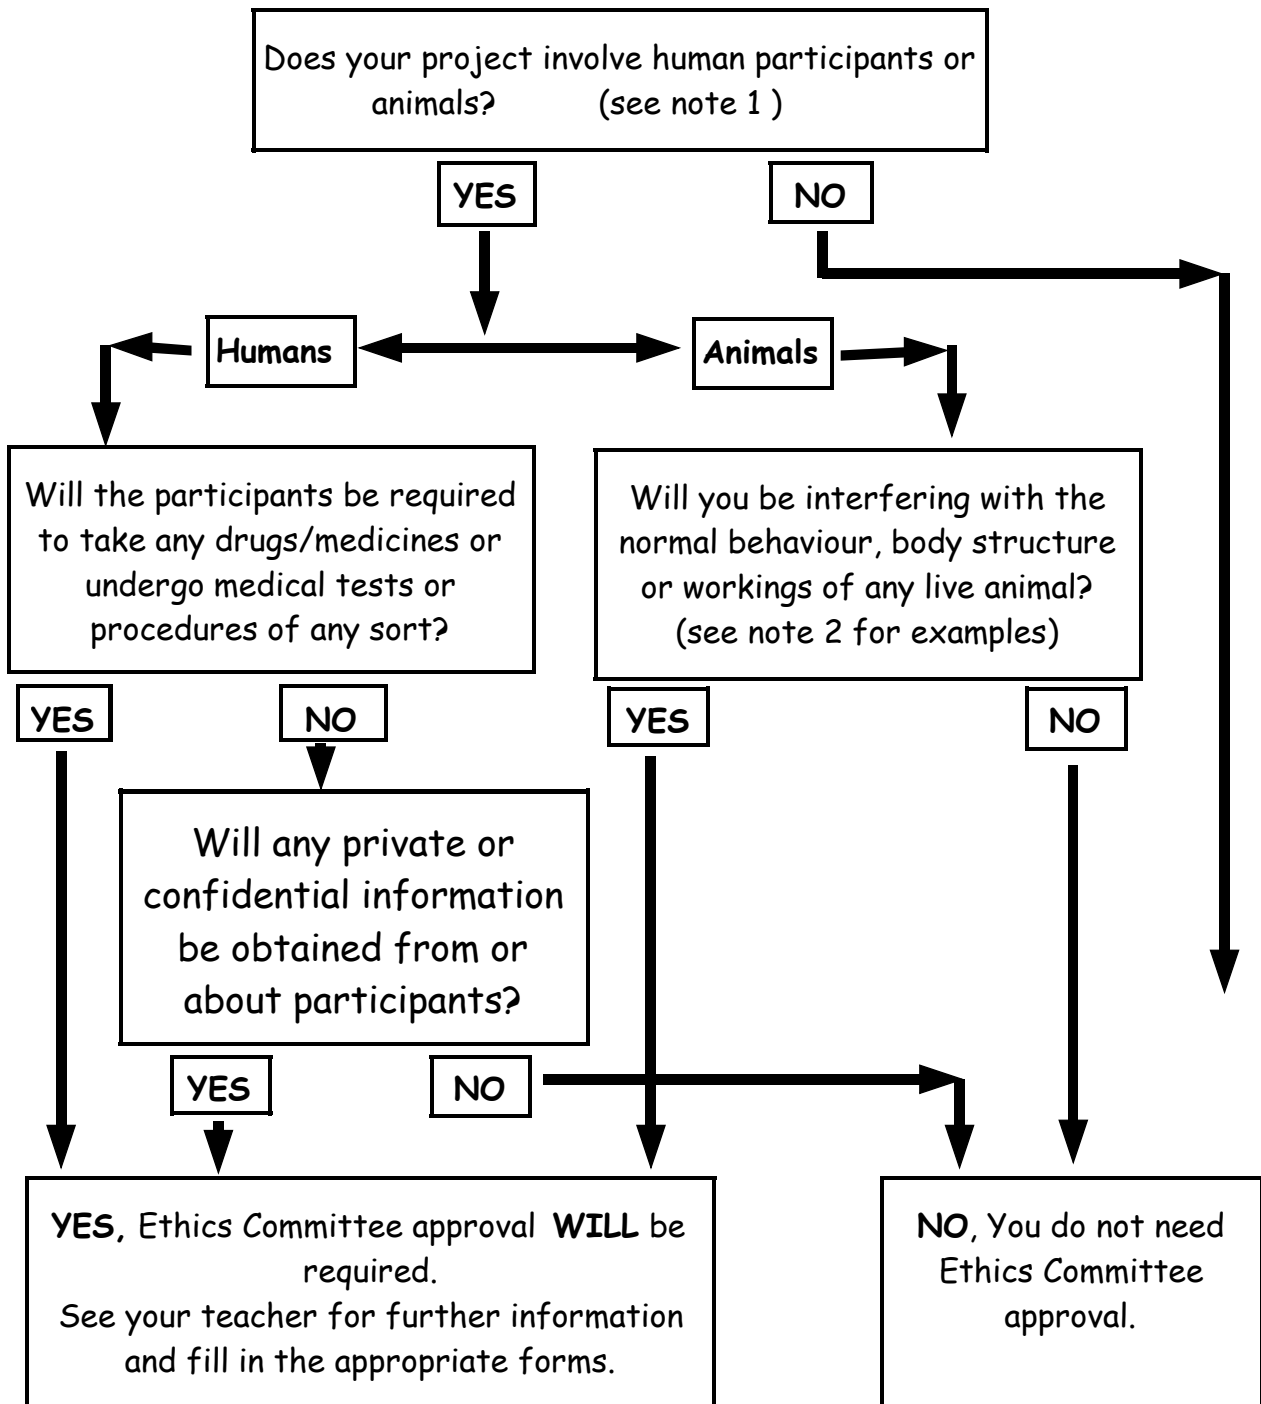 Does your project involve human participants or
animals? (see note 1 )
YES
NO
Humans
Animals
Will the participants be required
to take any drugs/medicines or
undergo medical tests or
procedures of any sort?
Will you be interfering with the
normal behaviour, body structure
or workings of any live animal?
(see note 2 for examples)
YES
NO
YES
NO
Will any private or
confidential information
be obtained from or
about participants?
YES
NO
YES, Ethics Committee approval WILL be
required.
See your teacher for further information
and fill in the appropriate forms.
NO, You do not need
Ethics Committee
approval.